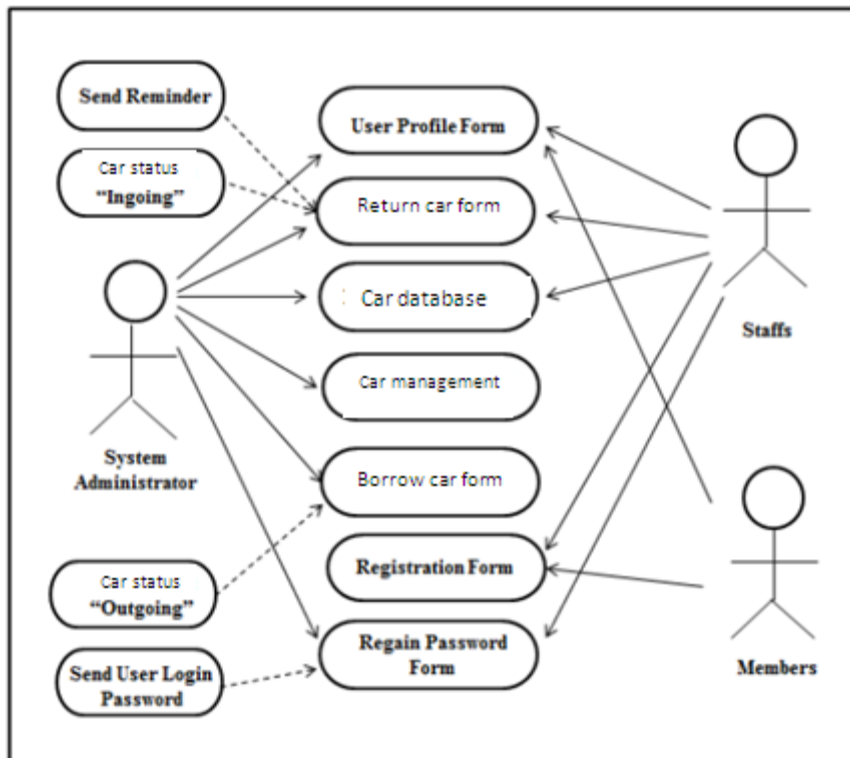 Send Reminder
Car status
“Ingoing”
System
Administrator
Car status
“Outgoing”
Send User Login
Password
User Profile Form
Return car form
Car database
Car management
Borrow car form
Registration Form
Regain Password
Form
Staffs
Members